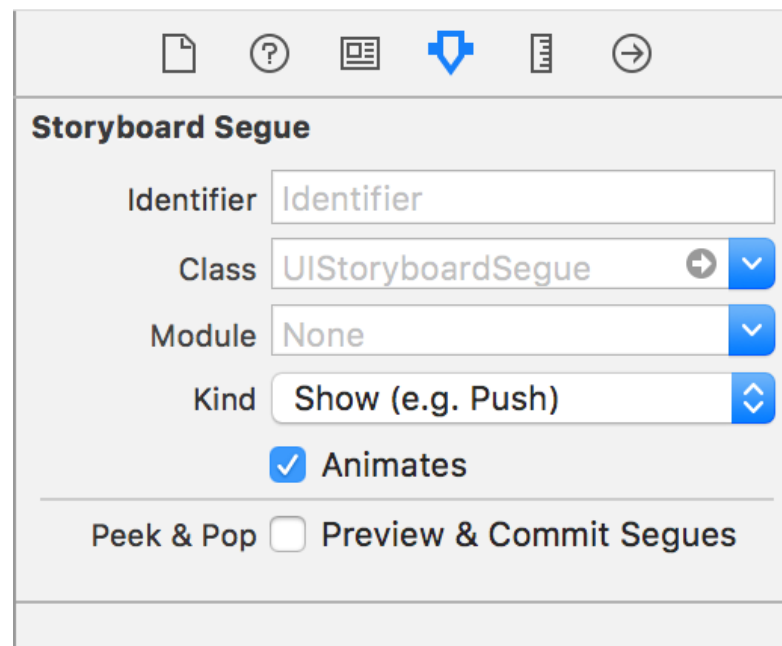 Storyboard Segue
Identifier Identifier
Class UIStoryboardSegue
Module None
Kind Show (e.g. Push)
Animates
Peek & Pop Preview & Commit Segues